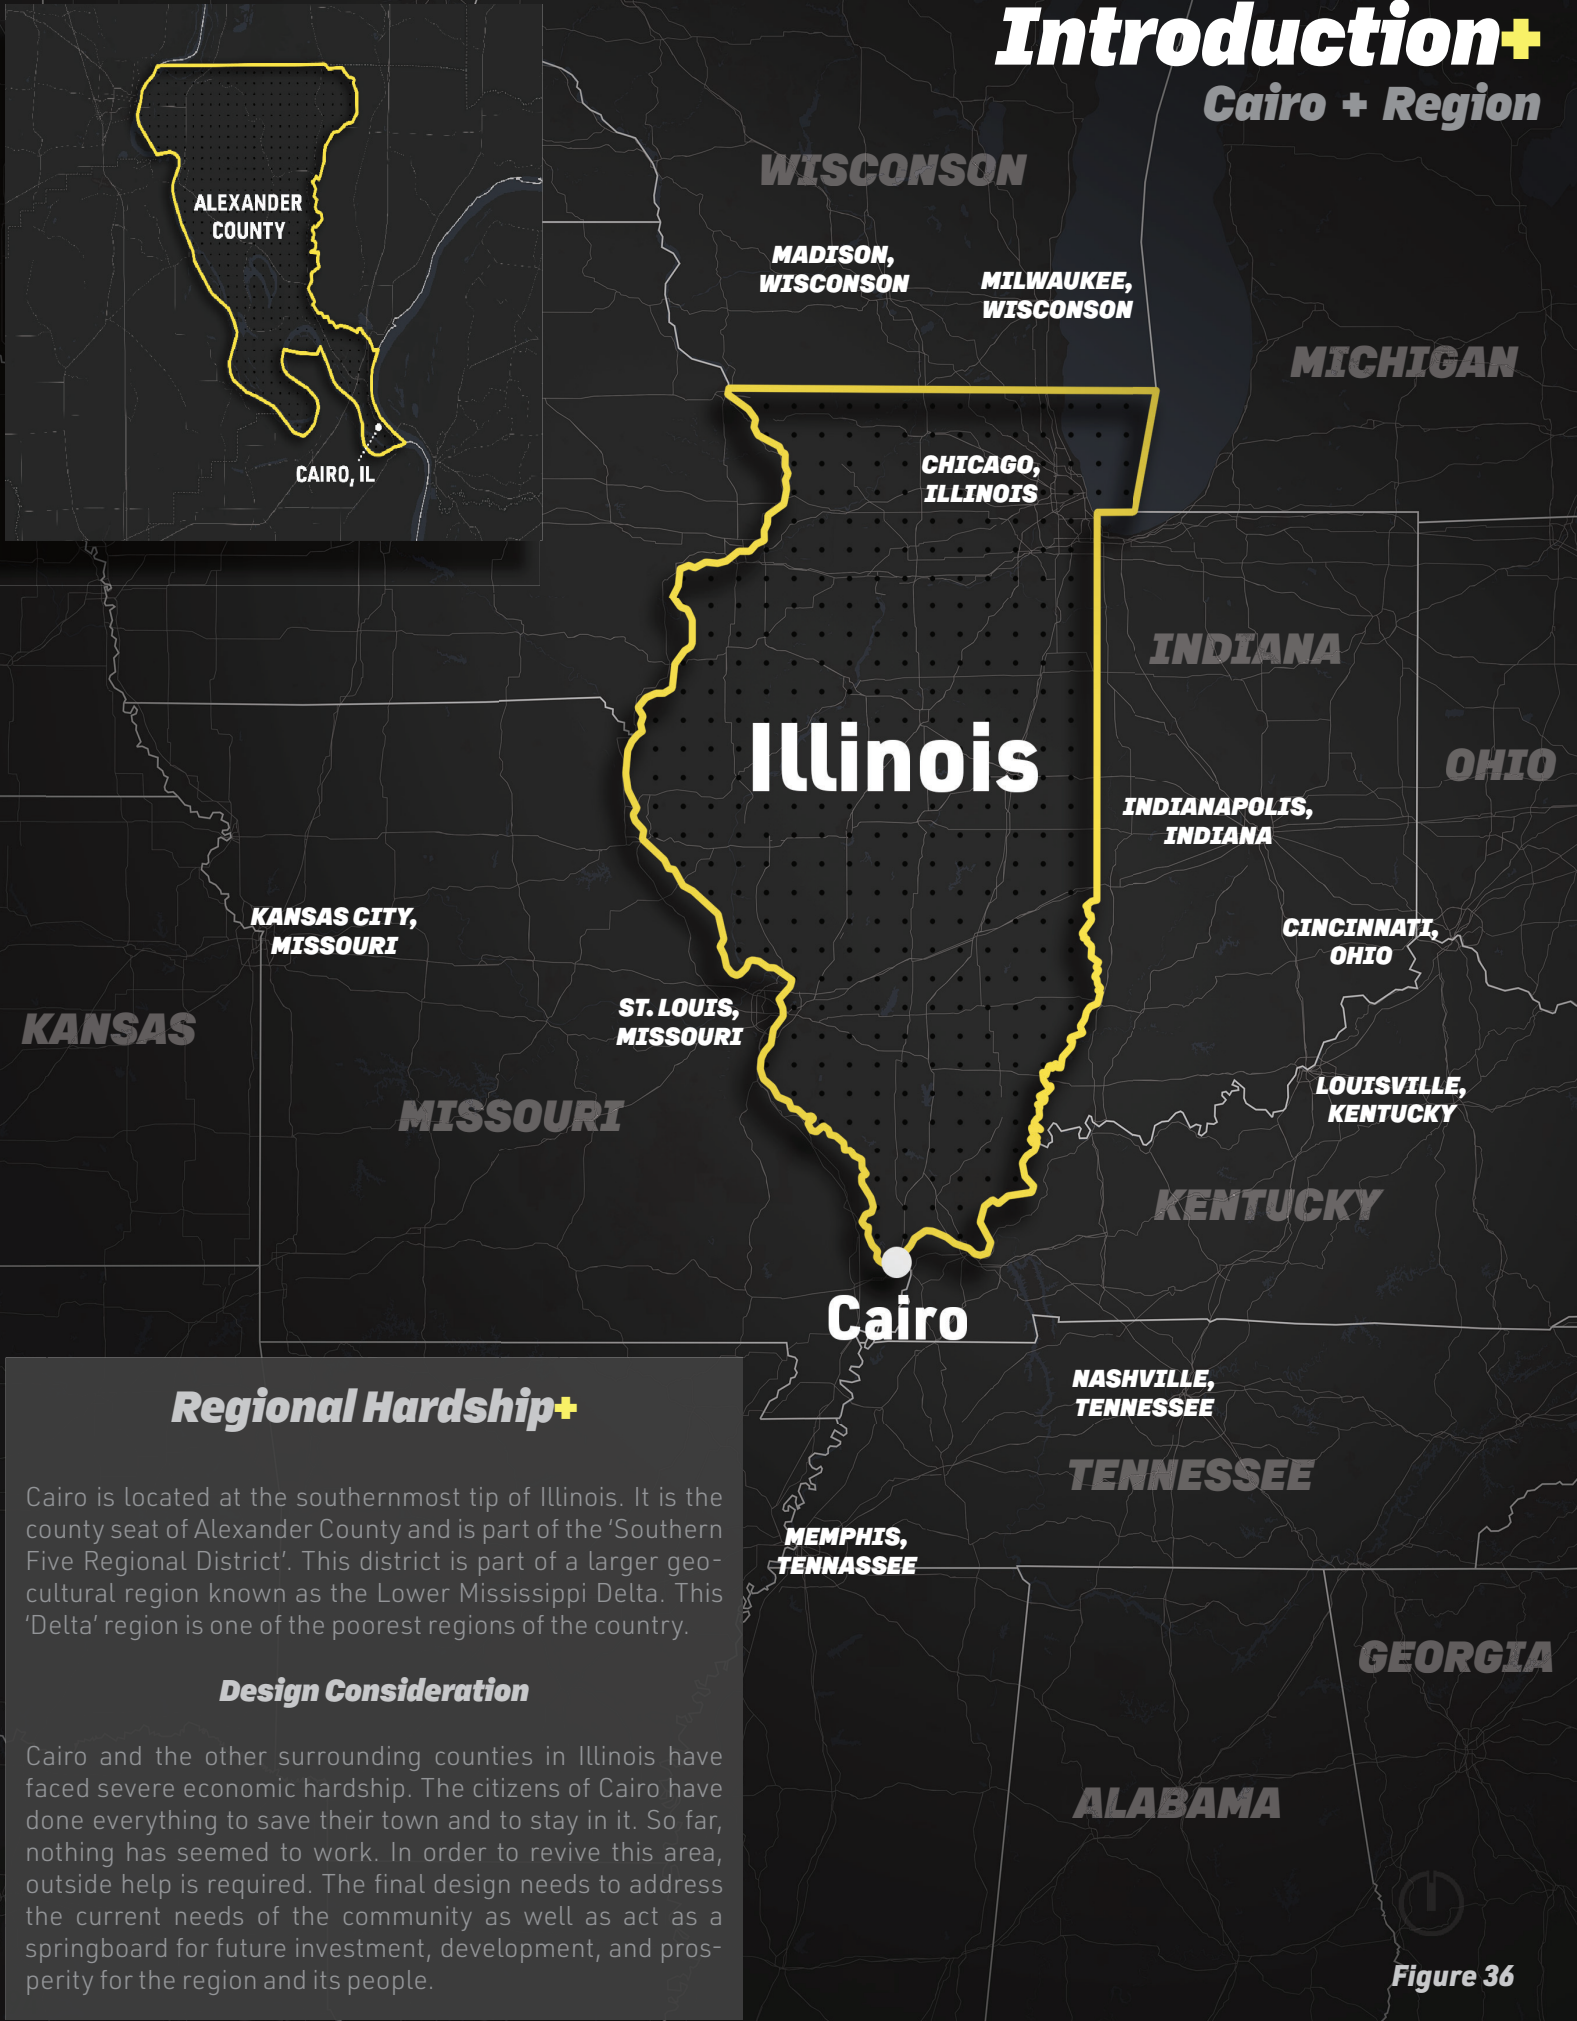 Introduction+
Cairo + Region
ALEXANDER
COUNTY
CAIRO, IL
WISCONSON
MADISON,
WISCONSON
MILWAUKEE,
WISCONSON
MICHIGAN
CHICAGO,
ILLINOIS
INDIANA
Illinois
OHIO
INDIANAPOLIS,
INDIANA
KANSAS CITY,
MISSOURI
CINCINNATI,
OHIO
KANSAS
ST. LOUIS,
MISSOURI
MISSOURI
LOUISVILLE,
KENTUCKY
KENTUCKY
Cairo
NASHVILLE,
TENNESSEE
TENNESSEE
MEMPHIS,
TENNASSEE
GEORGIA
ALABAMA
Regional Hardship+
Cairo is located at the southernmost tip of Illinois. It is the
county seat of Alexander County and is part of the ‘Southern
Five Regional District’. This district is part of a larger geo-
cultural region known as the Lower Mississippi Delta. This
‘Delta’ region is one of the poorest regions of the country.
Design Consideration
Cairo and the other surrounding counties in Illinois have
faced severe economic hardship. The citizens of Cairo have
done everything to save their town and to stay in it. So far,
nothing has seemed to work. In order to revive this area,
outside help is required. The final design needs to address
the current needs of the community as well as act as a
springboard for future investment, development, and pros-
perity for the region and its people.
Figure 36